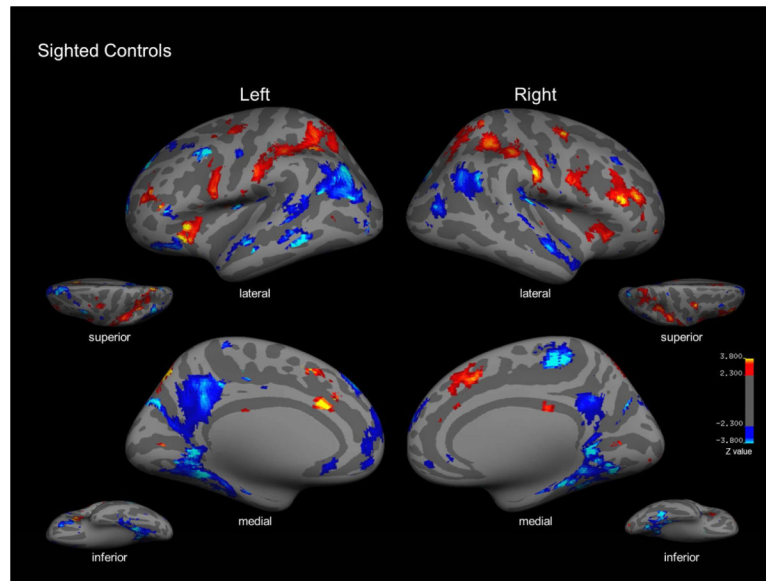 Sighted Controls
Left
Right
lateral
lateral
superior
superior
3.800
2.300
-2.300
-3.800
Z value
medial
medial
inferior
inferior